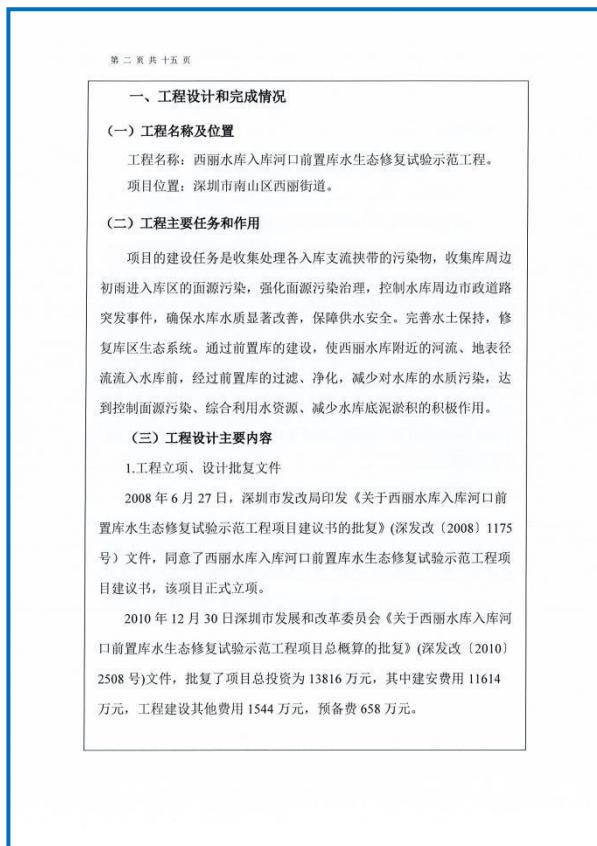 第 二 页 共 十五 页
一、工程设计和完成情况
（一）工程名称及位置
工程名称：西丽水库入库河口前置库水生态修复试验示范工程。
项目位置：深圳市南山区西丽街道。
（二）工程主要任务和作用
项目的建设任务是收集处理各入库支流挟带的污染物，收集库周边
初雨进入库区的面源污染，强化面源污染治理，控制水库周边市政道路
突发事件，确保水库水质显著改善，保障供水安全。完善水土保持，修
复库区生态系统。通过前置库的建设，使西丽水库附近的河流、地表径
流流入水库前，经过前置库的过滤、净化，减少对水库的水质污染，达
到控制面源污染、综合利用水资源、减少水库底泥淤积的积极作用。
（三）工程设计主要内容
1.工程立项、设计批复文件
2008 年 6 月 27 日，深圳市发改局印发《关于西丽水库入库河口前
置库水生态修复试验示范工程项目建议书的批复》(深发改〔2008〕1175
号）文件，同意了西丽水库入库河口前置库水生态修复试验示范工程项
目建议书，该项目正式立项。
2010 年 12 月 30 日深圳市发展和改革委员会《关于西丽水库入库河
口前置库水生态修复试验示范工程项目总概算的批复》(深发改〔2010〕
2508 号)文件，批复了项目总投资为 13816 万元，其中建安费用 11614
万元，工程建设其他费用 1544 万元，预备费 658 万元。